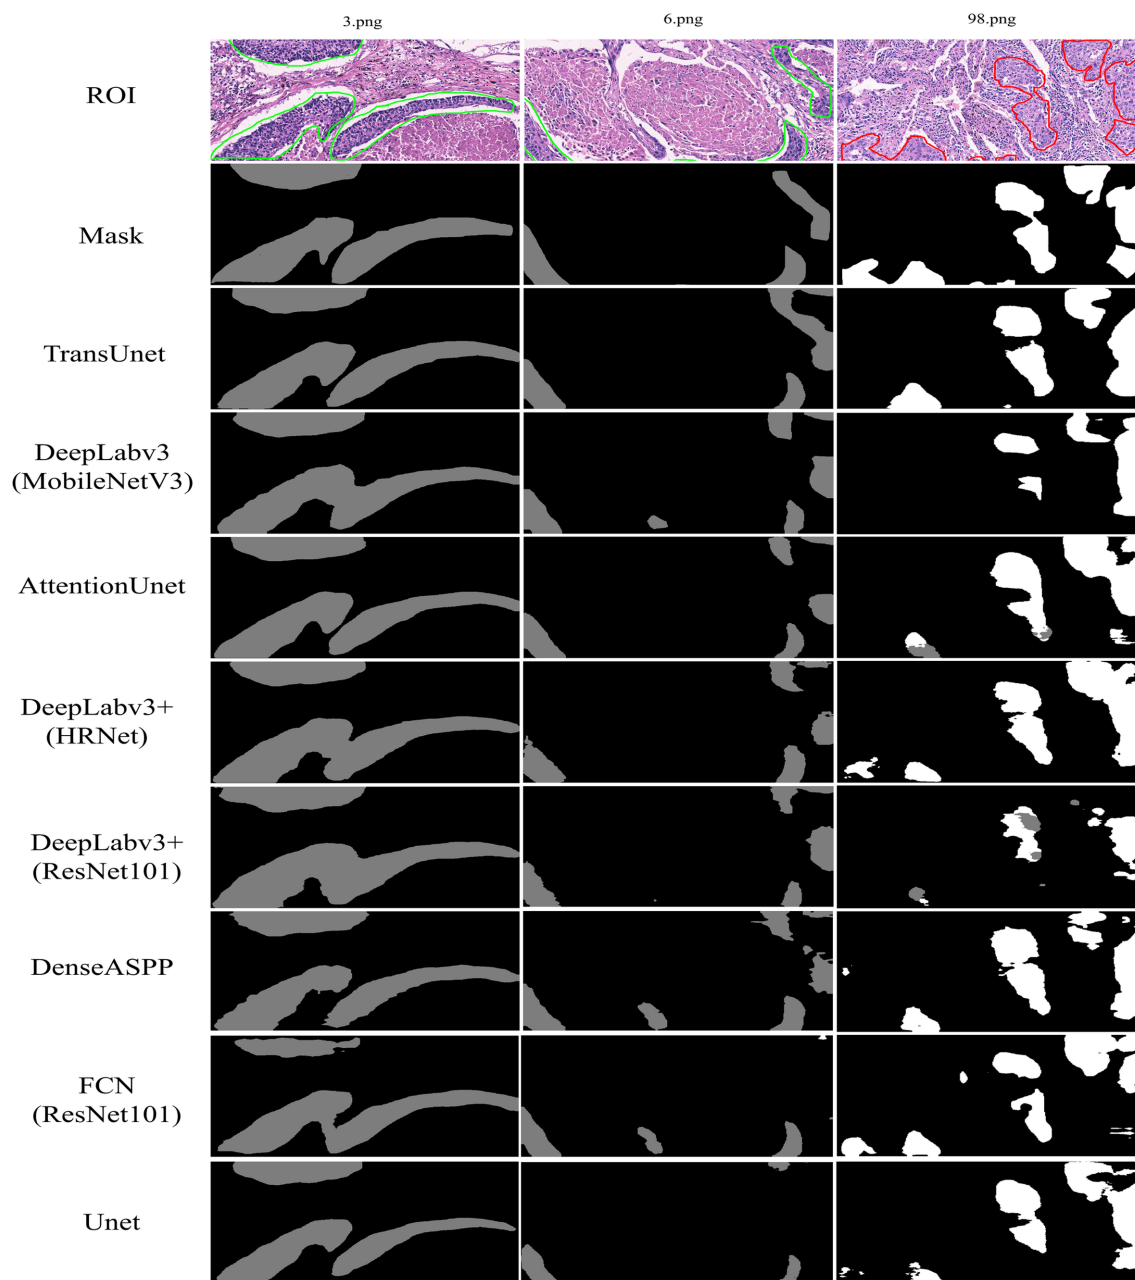 3.png
6.png
98.png
ROI
Mask
TransUnet
DeepLabv3
(MobileNetV3)
AttentionUnet
DeepLabv3+
(HRNet)
DeepLabv3+
(ResNet101)
DenseASPP
FCN
(ResNet101)
Unet